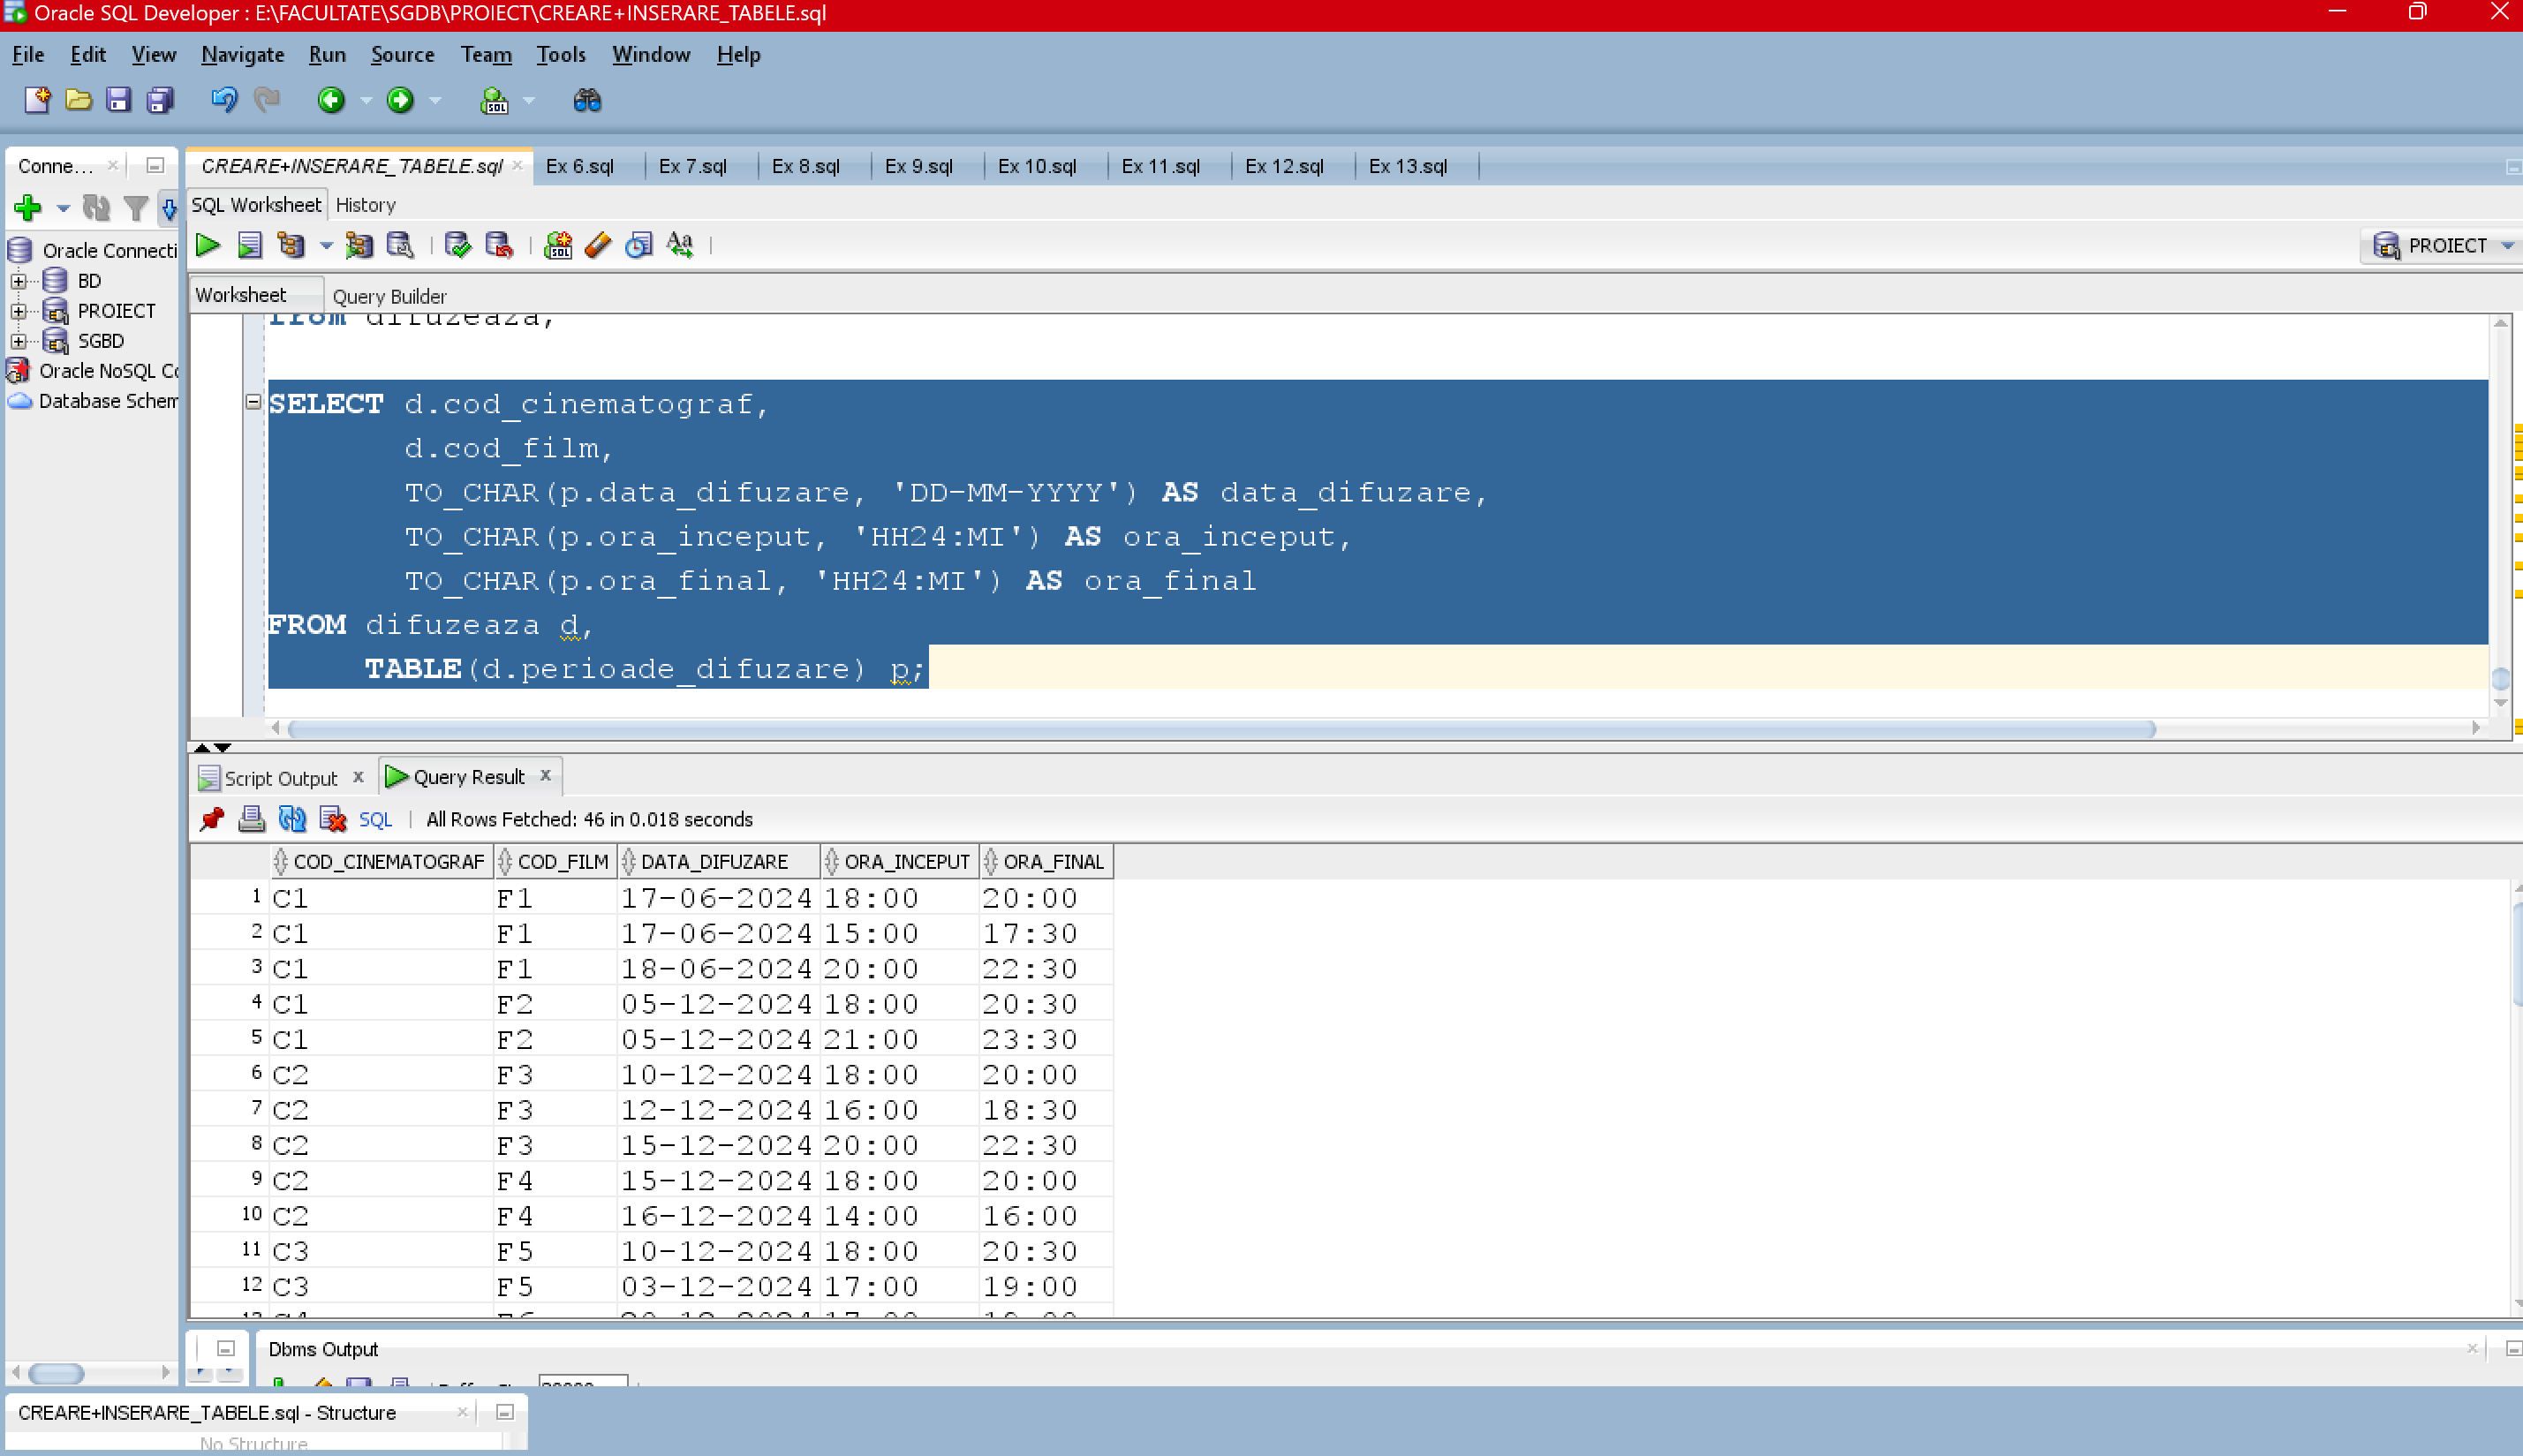 Oracle SQL Developer : E:\FACULTATE\SGDB\PROIECT\CREARE+INSERARE_TABELE.sql
File Edit View Navigate Run Source Team Tools Window Help
Conne...
CREARE+INSERARE_TABELE.sql Ex 6.sql Ex 7.sql Ex 8.sql Ex 9.sql Ex 10.sql Ex 11.sql Ex 12.sql Ex 13.sql
SQL Worksheet History
PROIECT
Oracle Connecti
BD
PROIECT
SGBD
Oracle NoSQL Co
Database Schem
Worksheet Query Builder
from difuzeaza;
SELECT d.cod_cinematograf,
d.cod_film,
TO_CHAR(p.data_difuzare, 'DD-MM-YYYY') AS data_difuzare,
TO_CHAR(p.ora_inceput, 'HH24:MI') AS ora_inceput,
TO_CHAR(p.ora_final, 'HH24:MI') AS ora_final
FROM difuzeaza d,
TABLE(d.perioade_difuzare) p;
Script Output x Query Result x
SQL | All Rows Fetched: 46 in 0.018 seconds
COD_CINEMATOGRAF COD_FILM DATA_DIFUZARE ORA_INCEPUT ORA_FINAL
1 C1 F1 17-06-2024 18:00 20:00
2 C1 F1 17-06-2024 15:00 17:30
3 C1 F1 18-06-2024 20:00 22:30
4 C1 F2 05-12-2024 18:00 20:30
5 C1 F2 05-12-2024 21:00 23:30
6 C2 F3 10-12-2024 18:00 20:00
7 C2 F3 12-12-2024 16:00 18:30
8 C2 F3 15-12-2024 20:00 22:30
9 C2 F4 15-12-2024 18:00 20:00
10 C2 F4 16-12-2024 14:00 16:00
11 C3 F5 10-12-2024 18:00 20:30
12 C3 F5 03-12-2024 17:00 19:00
Dbms Output
CREARE+INSERARE_TABELE.sql - Structure
No Structure